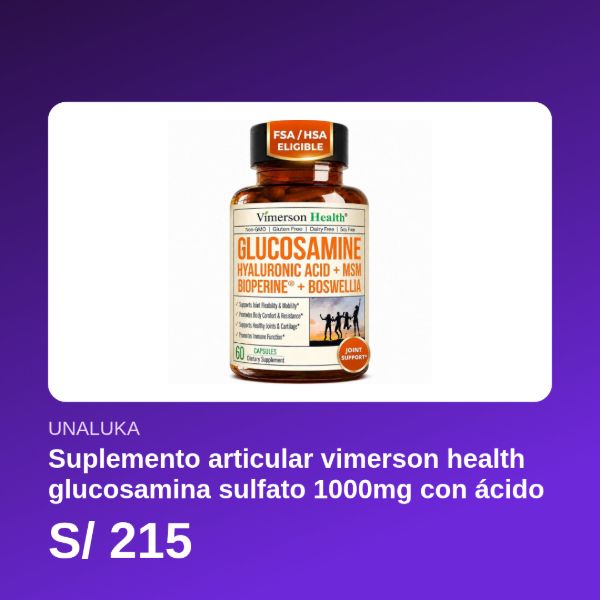 FSA / HSA
ELIGIBLE
Vimerson Health®
Non-GMO | Gluten Free | Dairy Free | Soy Free
GLUCOSAMINE
HYALURONIC ACID + MSM
BIOPERINE® + BOSWELLIA
✓ Supports Joint Flexibility & Mobility*
✓ Promotes Body Comfort & Resistance*
✓ Supports Healthy Joints & Cartilage*
✓ Promotes Immune Function*
60 CAPSULES
Dietary Supplement
JOINT
SUPPORT*
UNALUKA
Suplemento articular vimerson health
glucosamina sulfato 1000mg con ácido
S/ 215